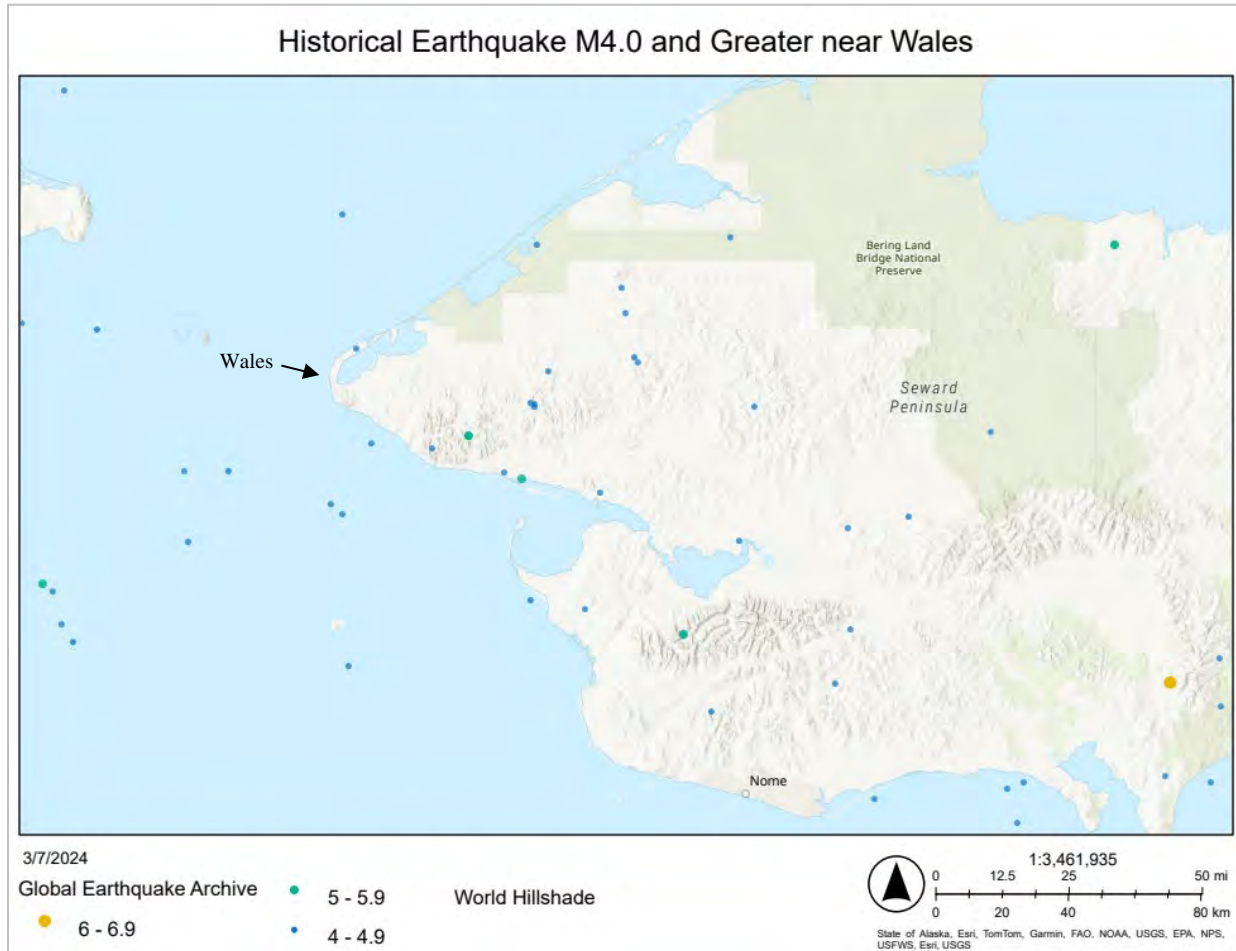 Historical Earthquake M4.0 and Greater near Wales
Bering Land
Bridge National
Preserve
Wales
Seward
Peninsula
Nome
3/7/2024
Global Earthquake Archive
6 - 6.9
5 - 5.9
4 - 4.9
World Hillshade
1:3,461,935
0 12.5 25 50 mi
0 20 40 80 km
State of Alaska, Esri, TomTom, Garmin, FAO, NOAA, USGS, EPA, NPS,
USFWS, Esri, USGS